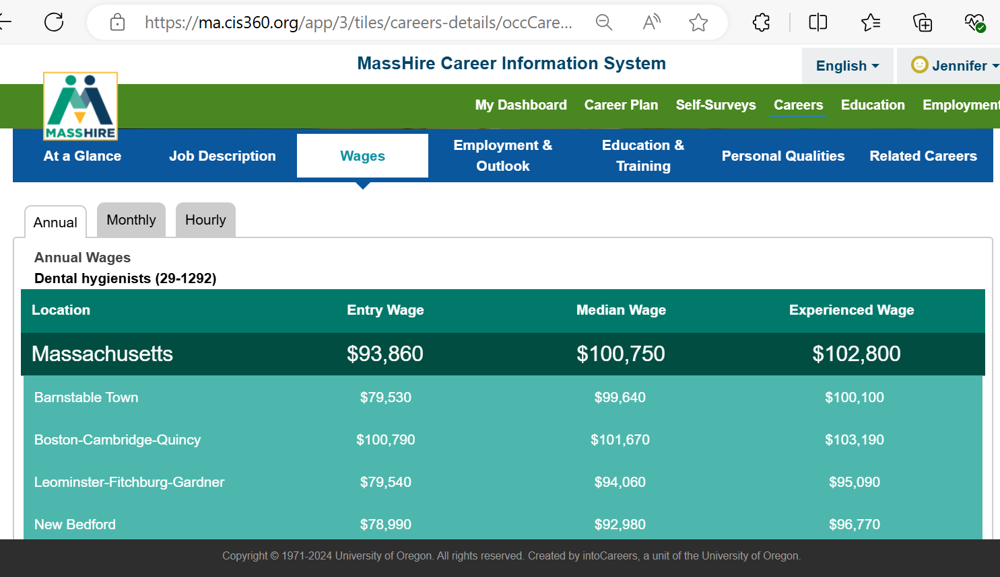 https://ma.cis360.org/app/3/tiles/careers-details/occCare...
MassHire Career Information System
English
Jennifer
MASSHIRE
My Dashboard Career Plan Self-Surveys Careers Education Employment
At a Glance Job Description Wages Employment & Outlook Education & Training Personal Qualities Related Careers
Annual Monthly Hourly
Annual Wages
Dental hygienists (29-1292)
Location Entry Wage Median Wage Experienced Wage
Massachusetts $93,860 $100,750 $102,800
Barnstable Town $79,530 $99,640 $100,100
Boston-Cambridge-Quincy $100,790 $101,670 $103,190
Leominster-Fitchburg-Gardner $79,540 $94,060 $95,090
New Bedford $78,990 $92,980 $96,770
Copyright © 1971-2024 University of Oregon. All rights reserved. Created by intoCareers, a unit of the University of Oregon.